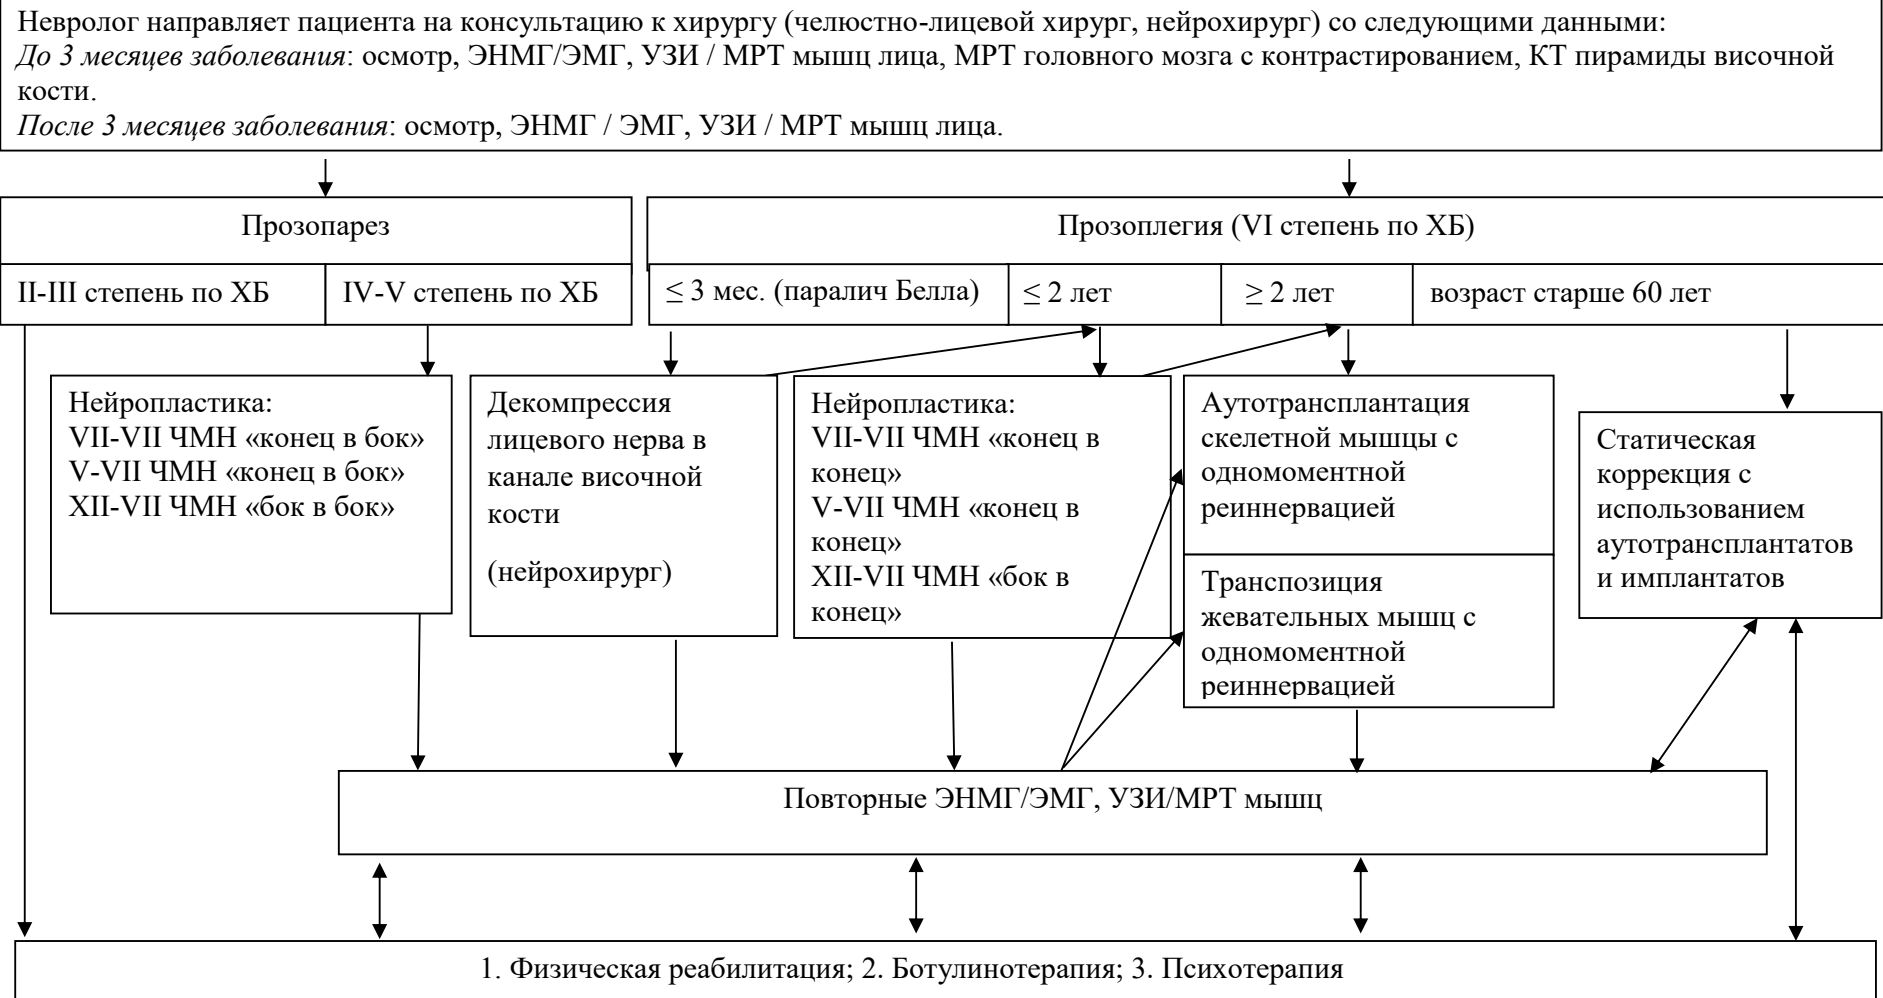 Невролог направляет пациента на консультацию к хирургу (челюстно-лицевой хирург, нейрохирург) со следующими данными:
До 3 месяцев заболевания: осмотр, ЭНМГ/ЭМГ, УЗИ / МРТ мышц лица, МРТ головного мозга с контрастированием, КТ пирамиды височной
кости.
После 3 месяцев заболевания: осмотр, ЭНМГ / ЭМГ, УЗИ / МРТ мышц лица.
Прозопарез
Прозоплегия (VI степень по ХБ)
II-III степень по ХБ
IV-V степень по ХБ
≤ 3 мес. (паралич Белла)
≤ 2 лет
≥ 2 лет
возраст старше 60 лет
Нейропластика:
VII-VII ЧМН «конец в бок»
V-VII ЧМН «конец в бок»
XII-VII ЧМН «бок в бок»
Декомпрессия
лицевого нерва в
канале височной
кости
(нейрохирург)
Нейропластика:
VII-VII ЧМН «конец в
конец»
V-VII ЧМН «конец в
конец»
XII-VII ЧМН «бок в
конец»
Аутотрансплантация
скелетной мышцы с
одномоментной
реиннервацией
Транспозиция
жевательных мышц с
одномоментной
реиннервацией
Статическая
коррекция с
использованием
аутотрансплантатов
и имплантатов
Повторные ЭНМГ/ЭМГ, УЗИ/МРТ мышц
1. Физическая реабилитация; 2. Ботулинотерапия; 3. Психотерапия